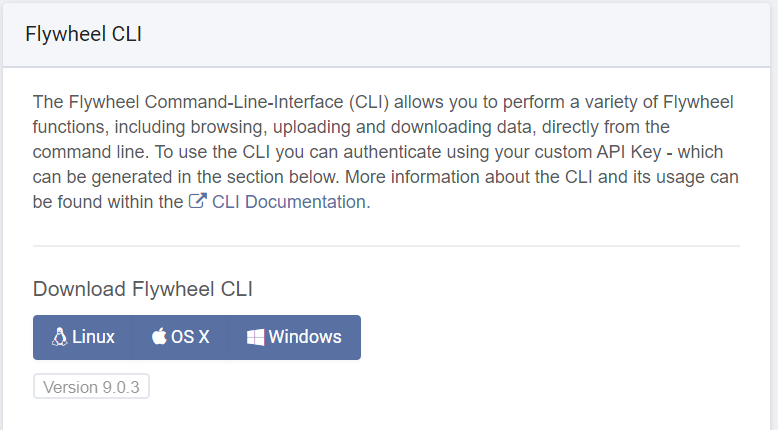 Flywheel CLI
The Flywheel Command-Line-Interface (CLI) allows you to perform a variety of Flywheel
functions, including browsing, uploading and downloading data, directly from the
command line. To use the CLI you can authenticate using your custom API Key - which
can be generated in the section below. More information about the CLI and its usage can
be found within the CLI Documentation.
Download Flywheel CLI
Linux OS X Windows
Version 9.0.3